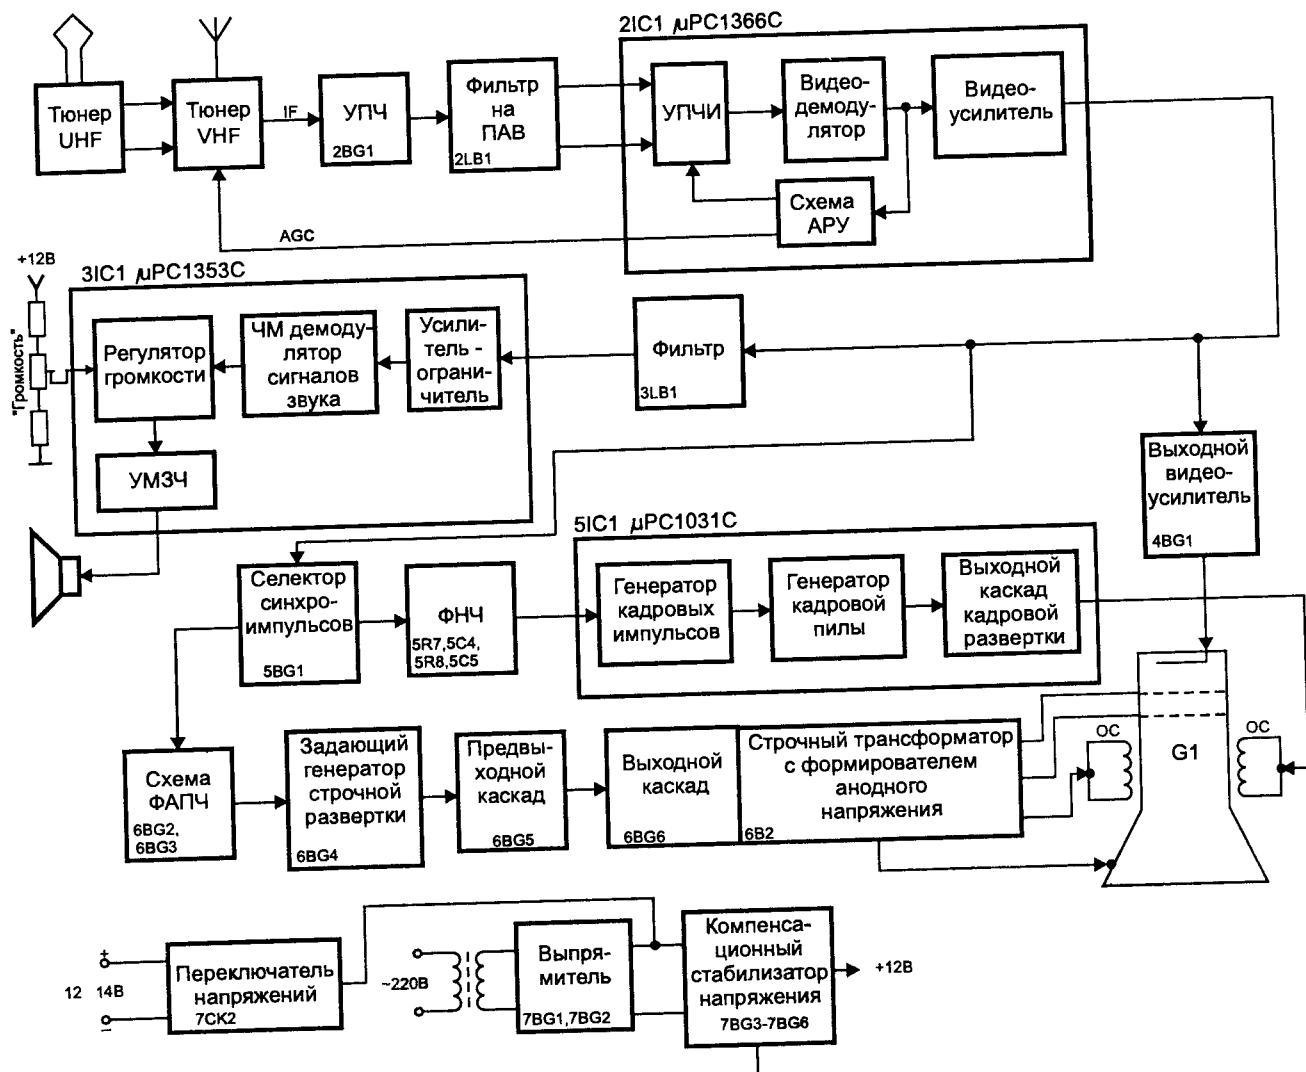 2IC1 µPC1366C
Тюнер
UHF
Тюнер
VHF
IF
УПЧ
2BG1
Фильтр
на
ПАВ
2LB1
УПЧИ
Видео-
демоду-
лятор
Видео-
усилитель
Схема
АРУ
AGC
+12В
3IC1 µPC1353C
"Громкость"
Регулятор
громкости
ЧМ демоду-
лятор
сигналов
звука
Усили-
тель -
ограни-
читель
Фильтр
3LB1
УМЗЧ
Выходной
видео-
усилитель
4BG1
5IC1 µPC1031C
Селектор
синхро-
импульсов
5BG1
ФНЧ
5R7,5C4,
5R8,5C5
Генератор
кадровых
импульсов
Генератор
кадровой
пилы
Выходной
каскад
кадровой
развертки
Схема
ФАПЧ
6BG2,
6BG3
Задающий
генератор
строчной
развертки
6BG4
Предвы-
ходной
каскад
6BG5
Выходной
каскад
6BG6
Строчный трансформатор
с формирователем
анодного
напряжения
6B2
ОС
G1
ОС
+
12 14В
–
Переключатель
напряжений
7CK2
~220В
Выпря-
митель
7BG1,7BG2
Компенса-
ционный
стабилизатор
напряжения
7BG3-7BG6
+12В